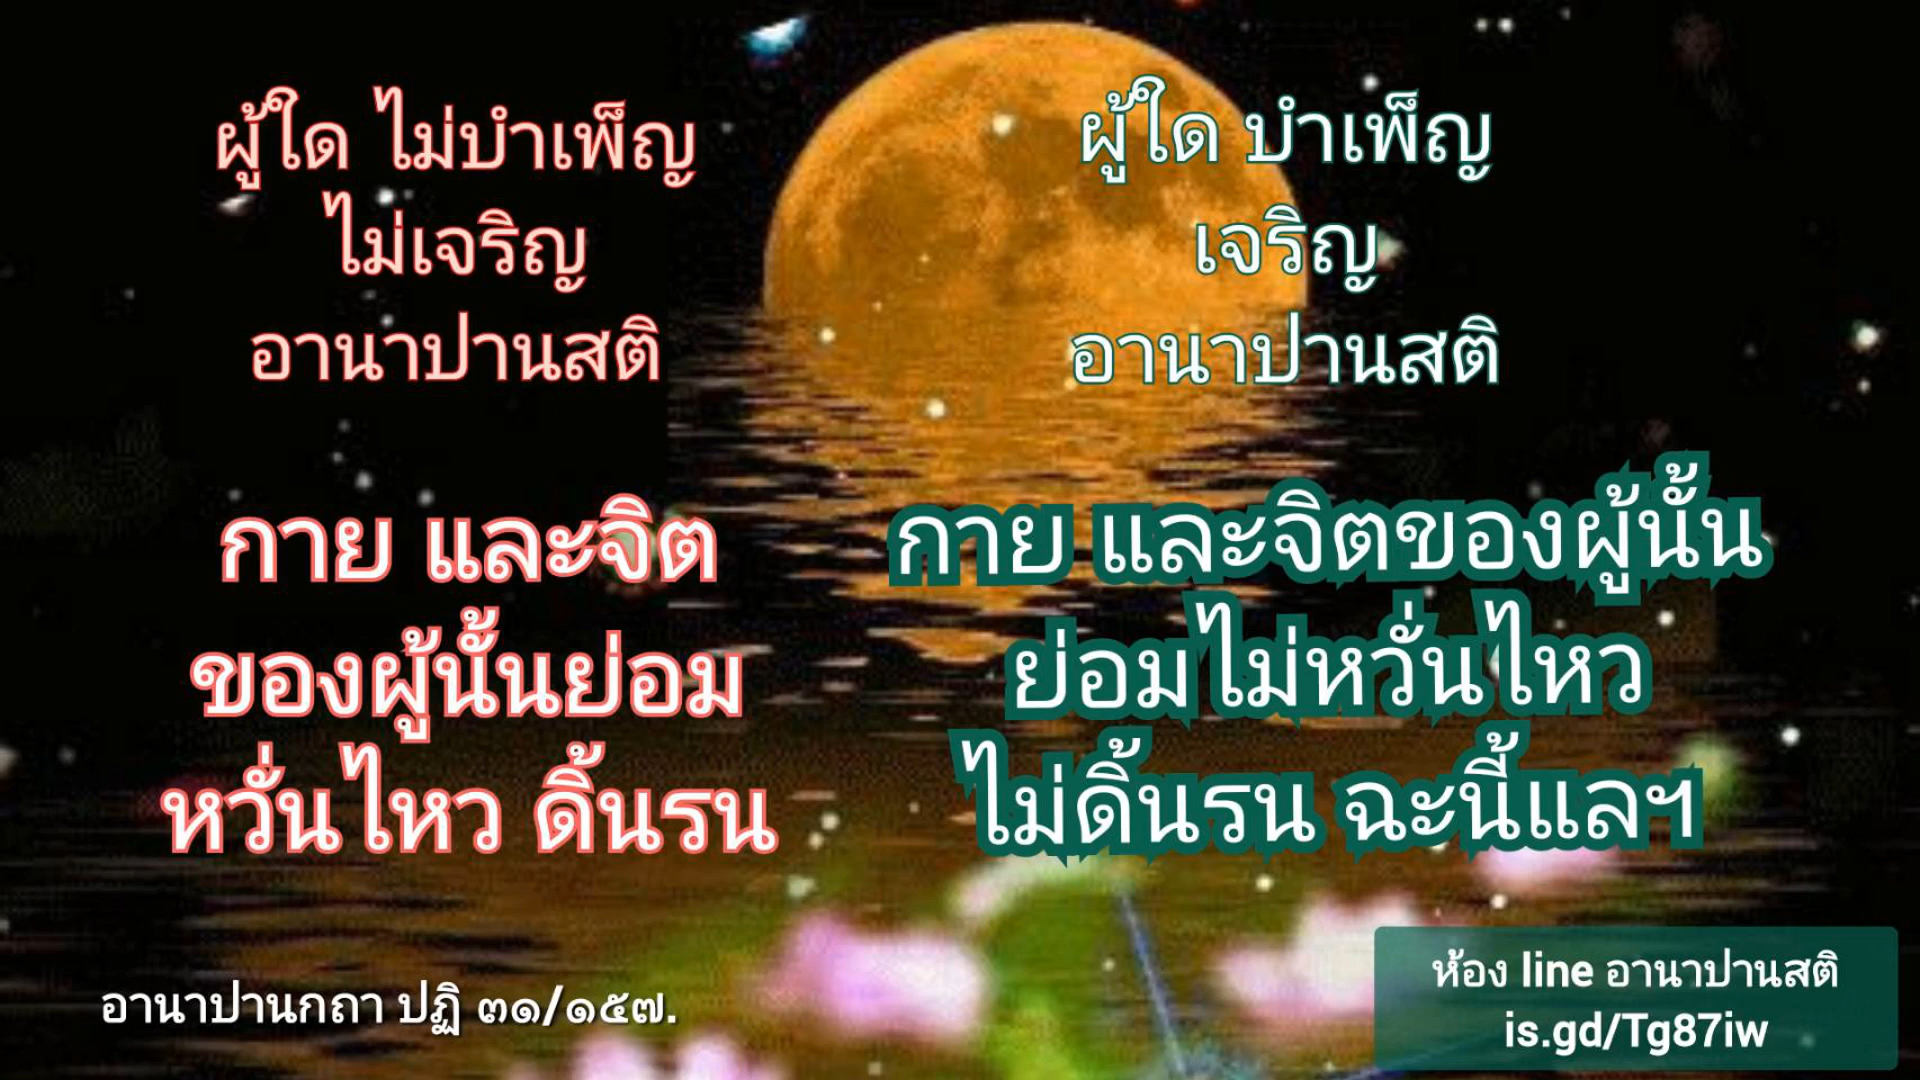 ผู้ใด ไม่บำเพ็ญ
ไม่เจริญ
อานาปานสติ
กาย และจิต
ของผู้นั้นย่อม
หวั่นไหว ดิ้นรน
อานาปานกถา ปฏิ ๓๑/๑๕๗.
ผู้ใด บำเพ็ญ
เจริญ
อานาปานสติ
กาย และจิตของผู้นั้น
ย่อมไม่หวั่นไหว
ไม่ดิ้นรน ฉะนี้แลฯ
ห้อง line อานาปานสติ
is.gd/Tg87iw